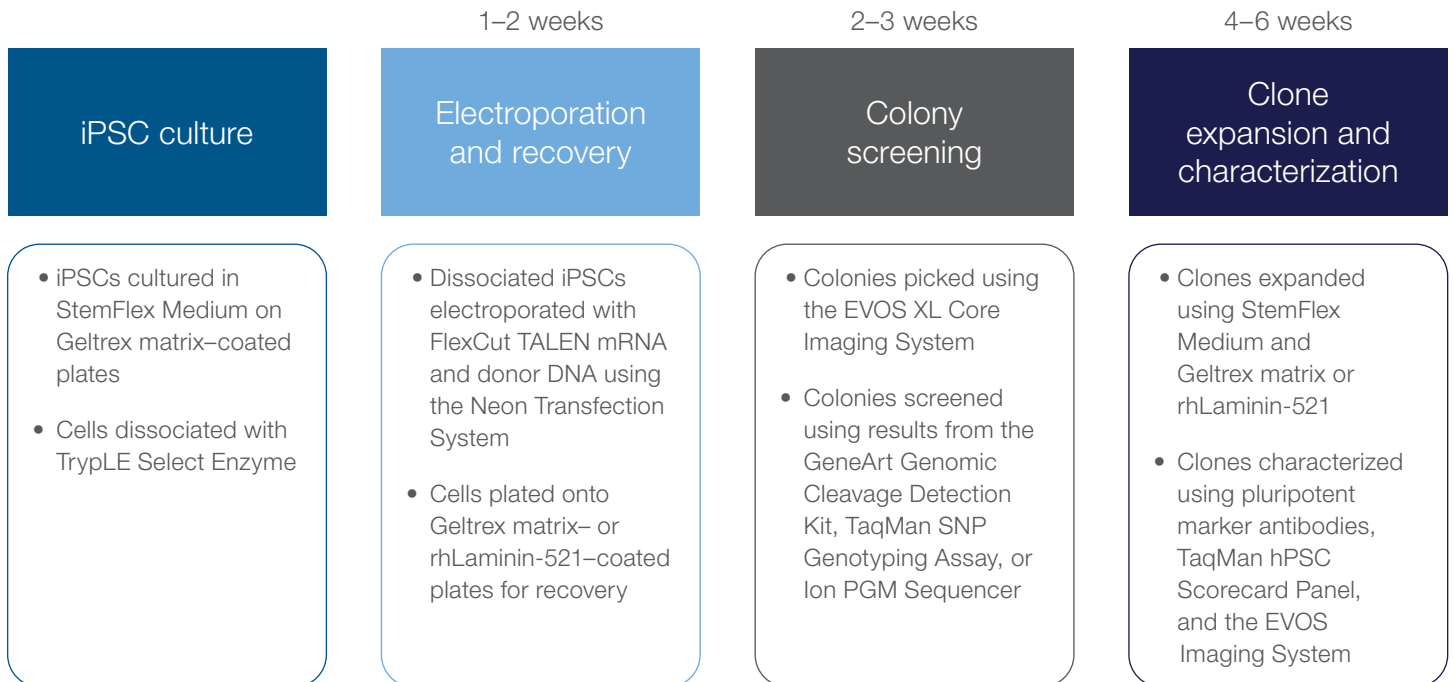 1–2 weeks
2–3 weeks
4–6 weeks
iPSC culture
Electroporation
and recovery
Colony
screening
Clone
expansion and
characterization
• iPSCs cultured in
StemFlex Medium on
Geltrex matrix–coated
plates
• Cells dissociated with
TrypLE Select Enzyme
• Dissociated iPSCs
electroporated with
FlexCut TALEN mRNA
and donor DNA using
the Neon Transfection
System
• Cells plated onto
Geltrex matrix– or
rhLaminin-521–coated
plates for recovery
• Colonies picked using
the EVOS XL Core
Imaging System
• Colonies screened
using results from the
GeneArt Genomic
Cleavage Detection
Kit, TaqMan SNP
Genotyping Assay, or
Ion PGM Sequencer
• Clones expanded
using StemFlex
Medium and
Geltrex matrix or
rhLaminin-521
• Clones characterized
using pluripotent
marker antibodies,
TaqMan hPSC
Scorecard Panel,
and the EVOS
Imaging System